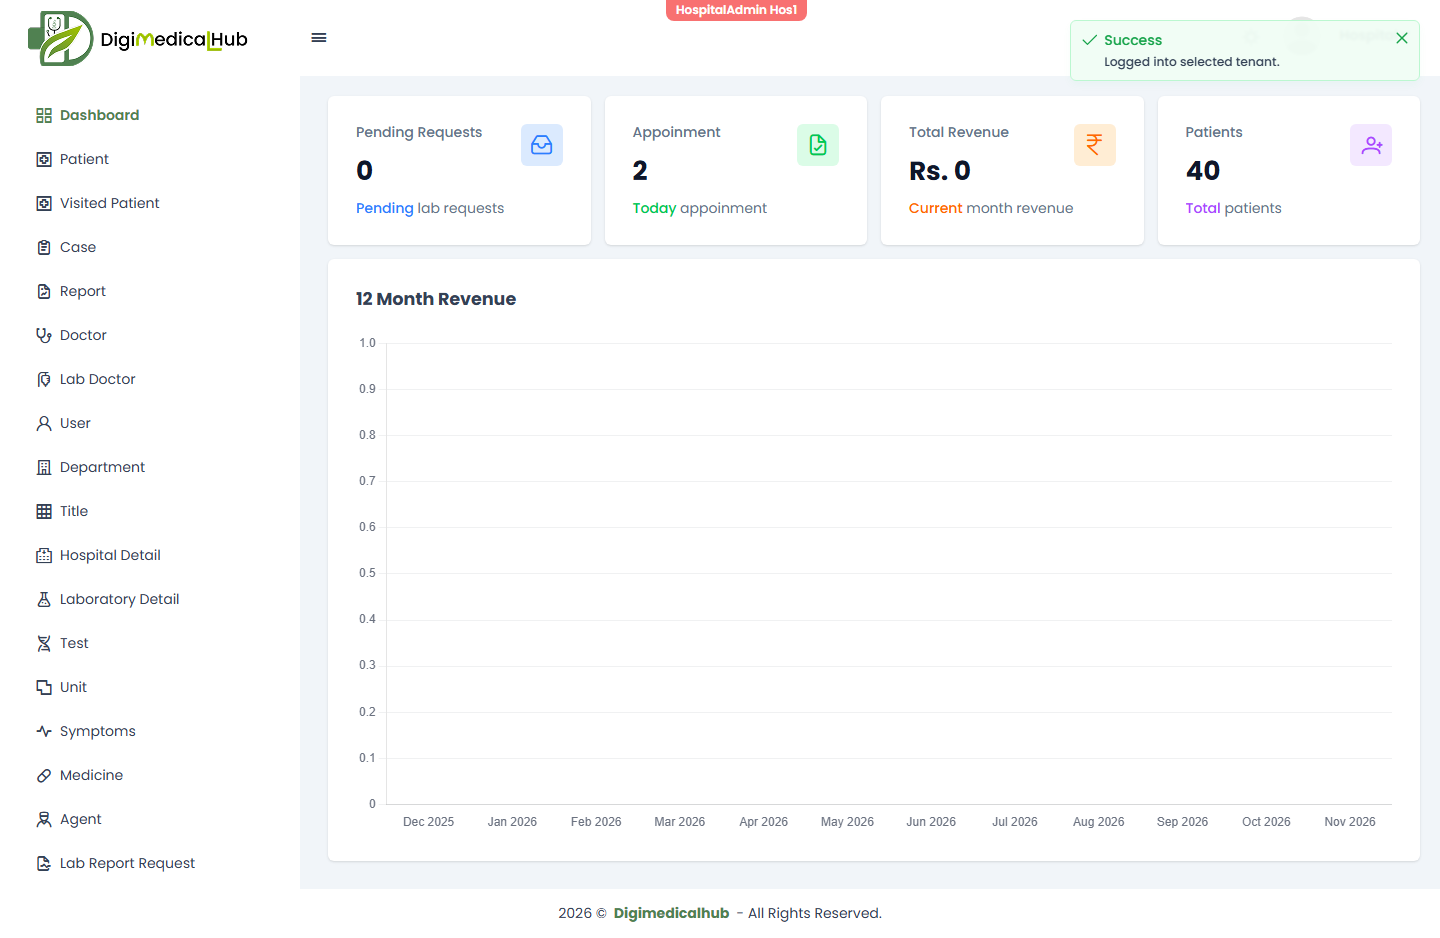 HospitalAdmin Hos1
DigiMedicalHub
Success
Logged into selected tenant.
Dashboard
Patient
Visited Patient
Case
Report
Doctor
Lab Doctor
User
Department
Title
Hospital Detail
Laboratory Detail
Test
Unit
Symptoms
Medicine
Agent
Lab Report Request
Pending Requests
0
Pending lab requests
Appoinment
2
Today appoinment
Total Revenue
Rs. 0
Current month revenue
Patients
40
Total patients
12 Month Revenue
1.0
0.9
0.8
0.7
0.6
0.5
0.4
0.3
0.2
0.1
0
Dec 2025 Jan 2026 Feb 2026 Mar 2026 Apr 2026 May 2026 Jun 2026 Jul 2026 Aug 2026 Sep 2026 Oct 2026 Nov 2026
2026 © Digimedicalhub - All Rights Reserved.